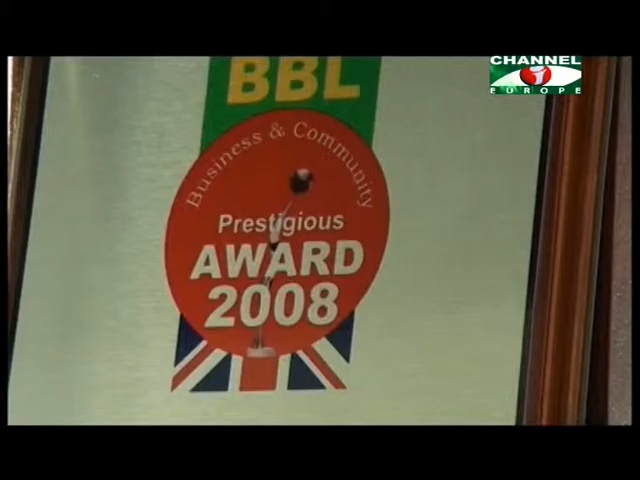 CHANNEL
i
EUROPE
BBL
Business & Community
Prestigious
AWARD
2008